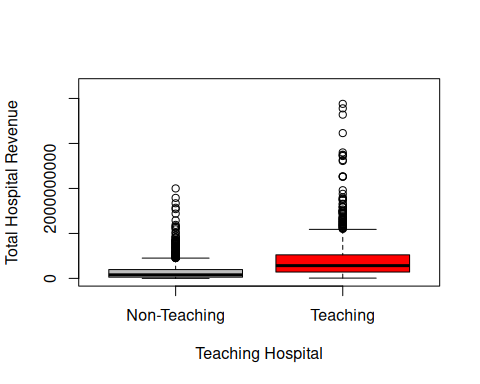 Total Hospital Revenue
2000000000
0
Non-Teaching
Teaching
Teaching Hospital